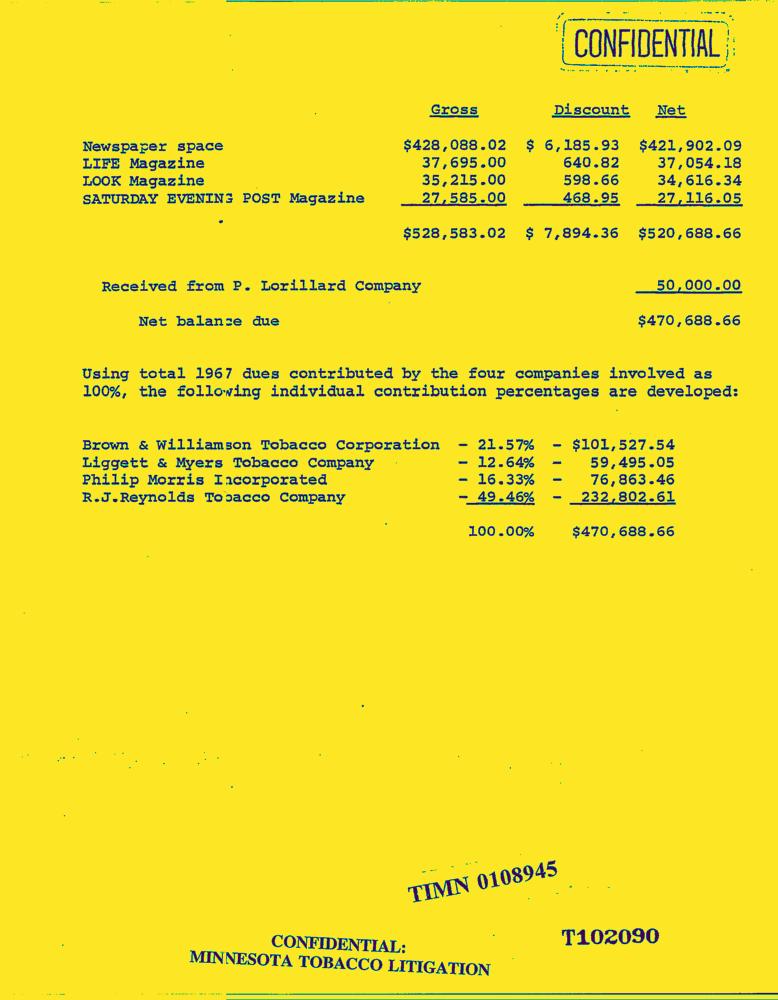 CONFIDENTIAL
Gross Discount Net
Newspaper space $428,088.02 $ 6,185.93 $421,902.09
LIFE Magazine 37,695.00 640.82 37,054.18
LOOK Magazine 35,215.00 598.66 34,616.34
SATURDAY EVENING POST Magazine 27,585.00 468.95 27,116.05
$528,583.02 $ 7,894.36 $520,688.66
Received from P. Lorillard Company 50,000.00
Net balance due $470,688.66
Using total 1967 dues contributed by the four companies involved as
100%, the following individual contribution percentages are developed:
Brown & Williamson Tobacco Corporation - 21.57% - $101,527.54
Liggett & Myers Tobacco Company - 12.64% - 59,495.05
Philip Morris Incorporated - 16.33% - 76,863.46
R.J.Reynolds Tobacco Company - 49.46% - 232,802.61
100.00% $470,688.66
TIMN 0108945
T102090
CONFIDENTIAL:
MINNESOTA TOBACCO LITIGATION